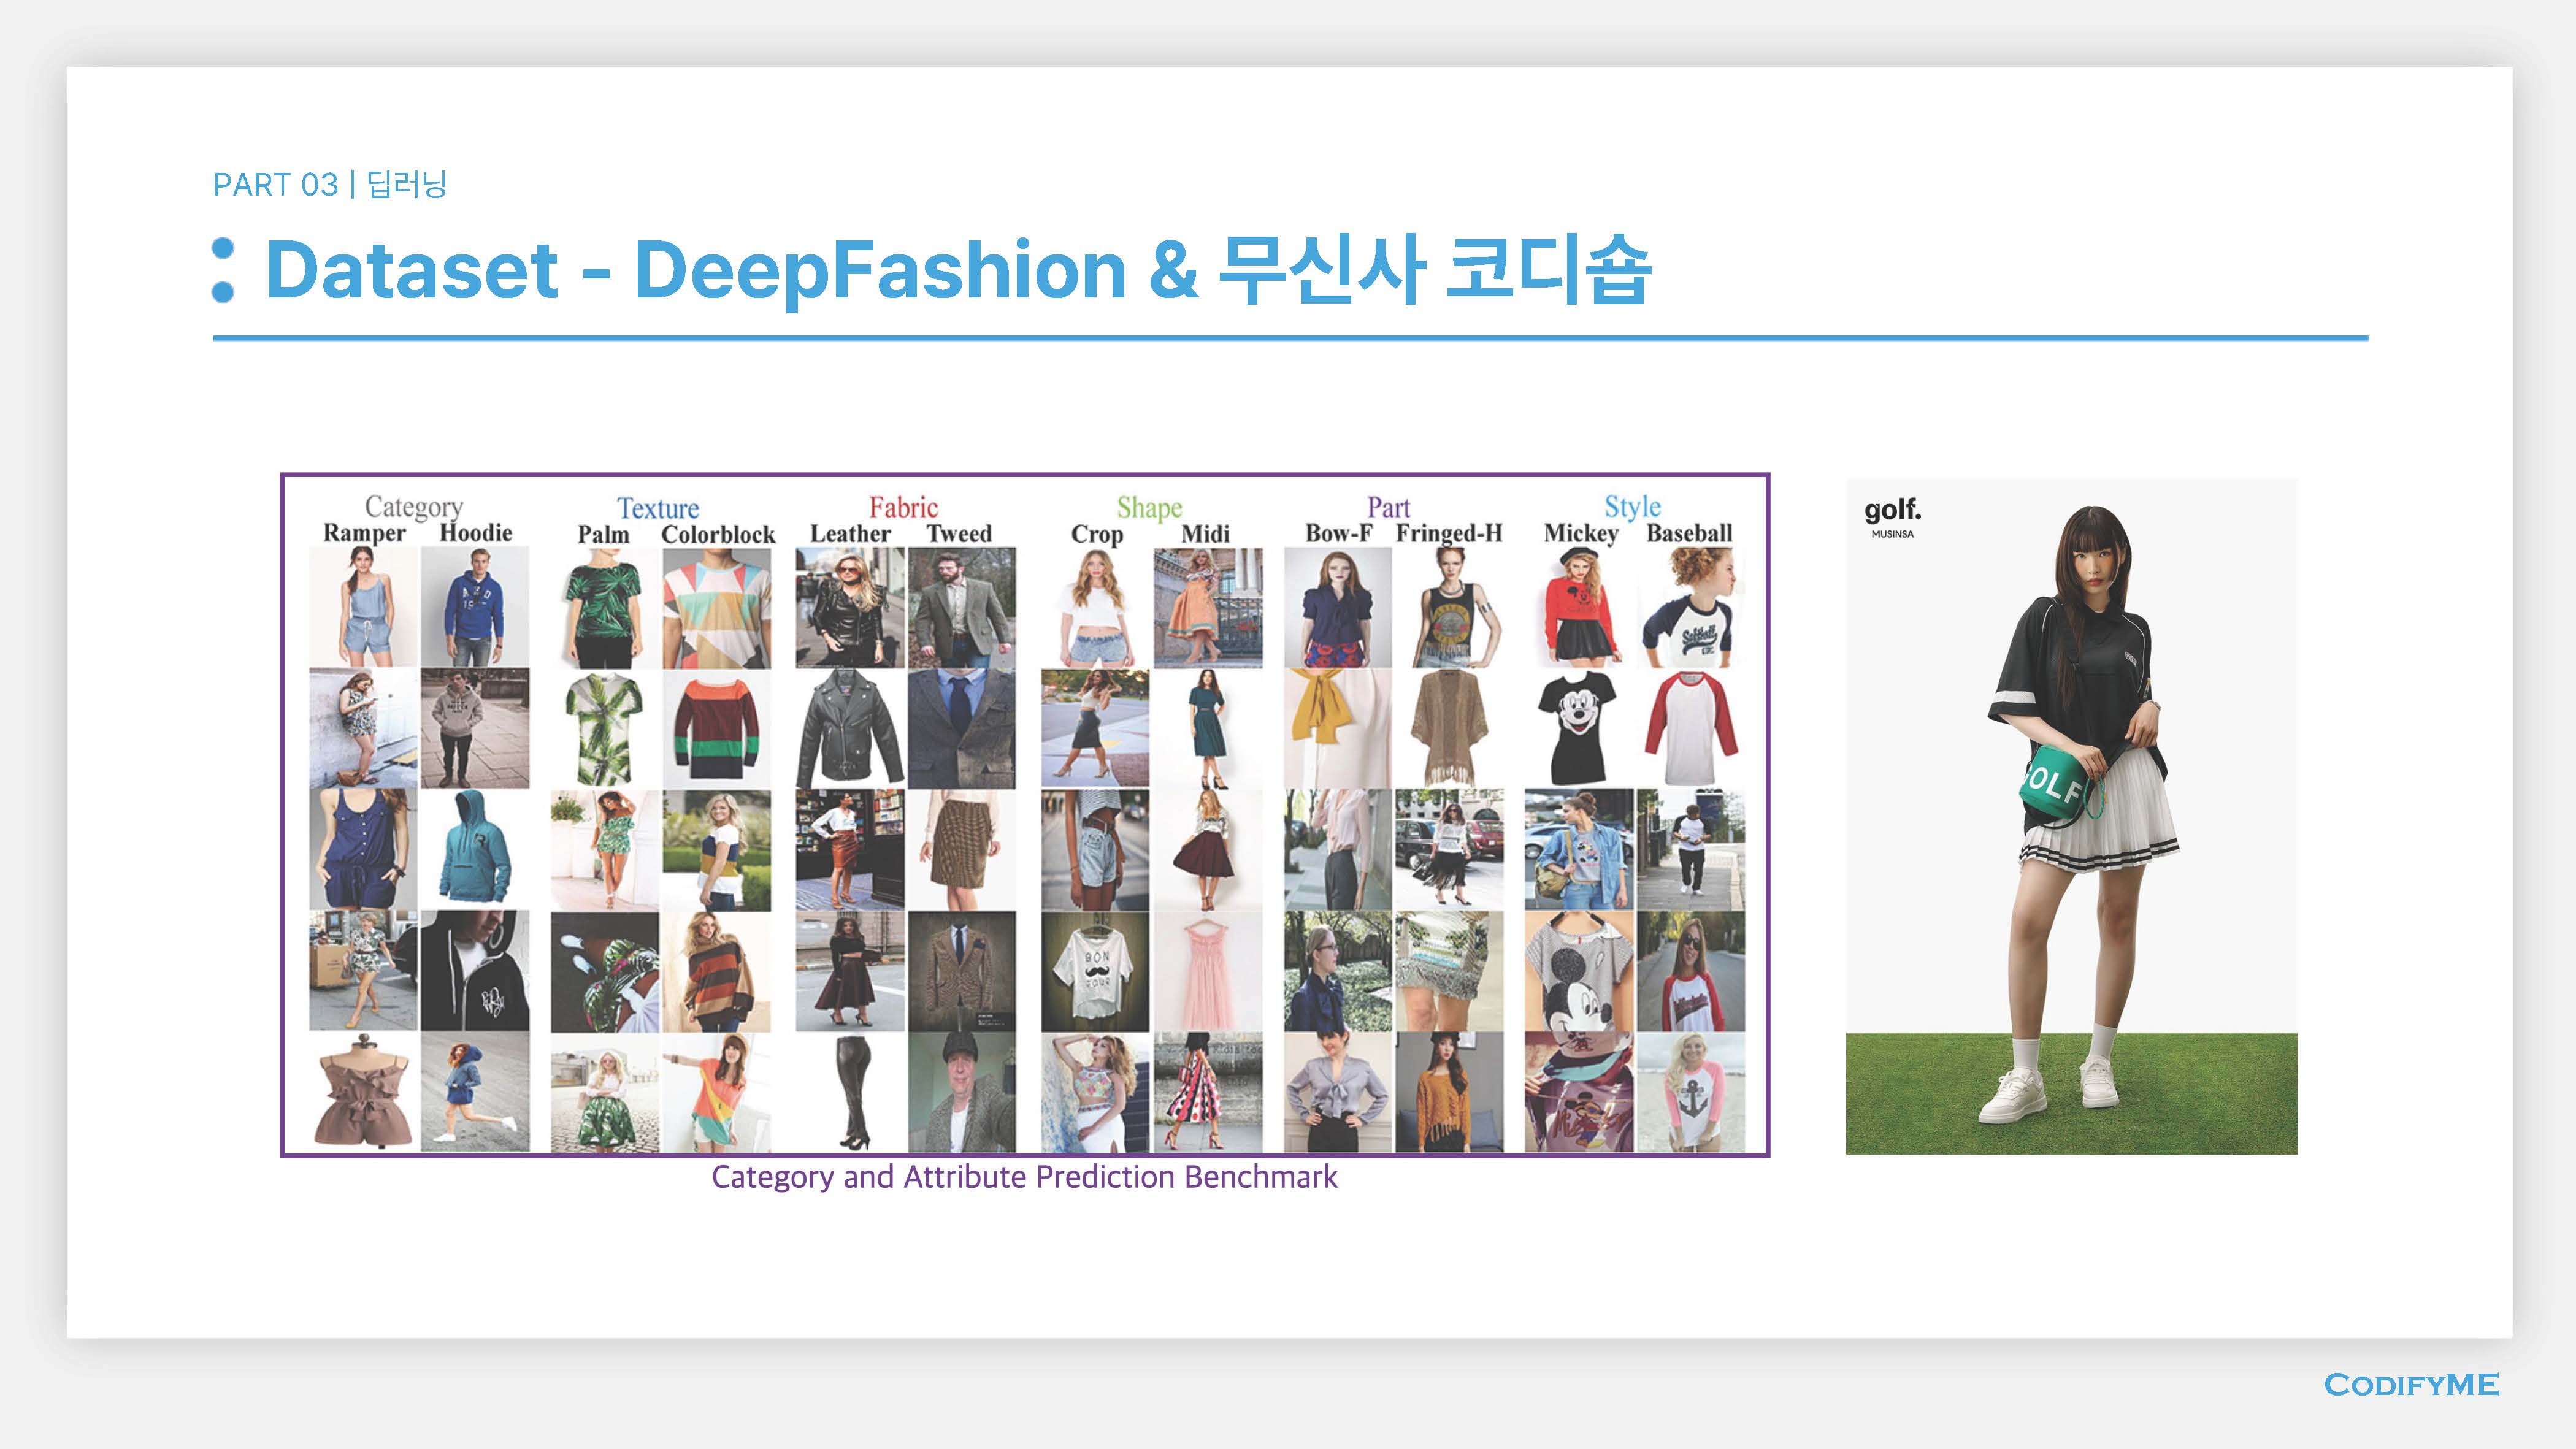 PART 03 | 딥러닝
Dataset - DeepFashion & 무신사 코디숍
Category
Texture
Fabric
Shape
Part
Style
Ramper Hoodie
Palm Colorblock
Leather Tweed
Crop Midi
Bow-F Fringed-H
Mickey Baseball
BON
golf.
MUSINSA
GOLF
Category and Attribute Prediction Benchmark
CODIFYME